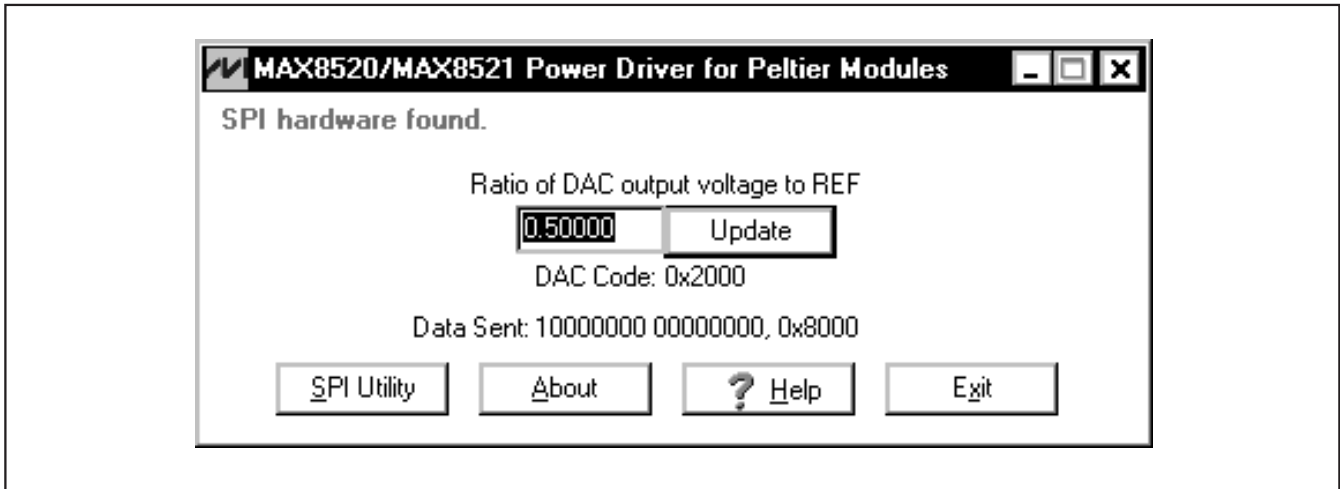 MAX8520/MAX8521 Power Driver for Peltier Modules
SPI hardware found.
Ratio of DAC output voltage to REF
0.50000 Update
DAC Code: 0x2000
Data Sent: 10000000 00000000, 0x8000
SPI Utility About ? Help Exit